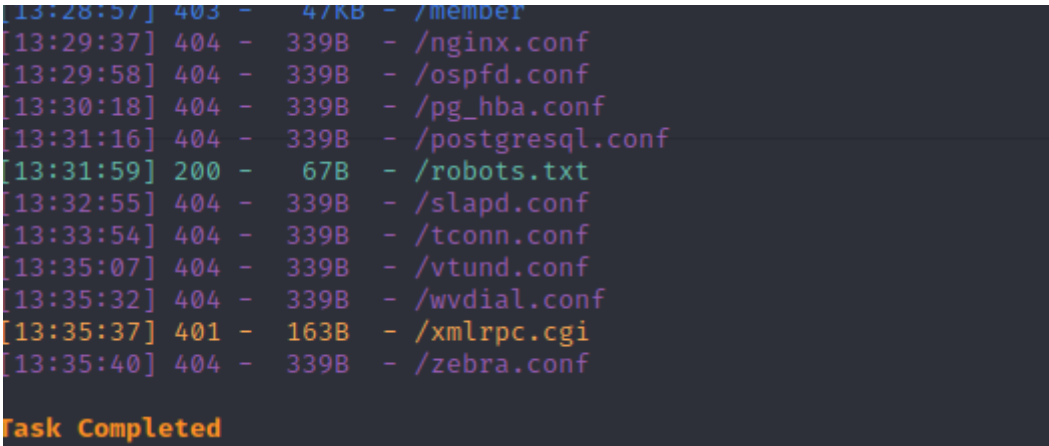 [13:28:57] 403 -   47KB - /member
[13:29:37] 404 -  339B  - /nginx.conf
[13:29:58] 404 -  339B  - /ospfd.conf
[13:30:18] 404 -  339B  - /pg_hba.conf
[13:31:16] 404 -  339B  - /postgresql.conf
[13:31:59] 200 -   67B  - /robots.txt
[13:32:55] 404 -  339B  - /slapd.conf
[13:33:54] 404 -  339B  - /tconn.conf
[13:35:07] 404 -  339B  - /vtund.conf
[13:35:32] 404 -  339B  - /wvdial.conf
[13:35:37] 401 -  163B  - /xmlrpc.cgi
[13:35:40] 404 -  339B  - /zebra.conf
Task Completed